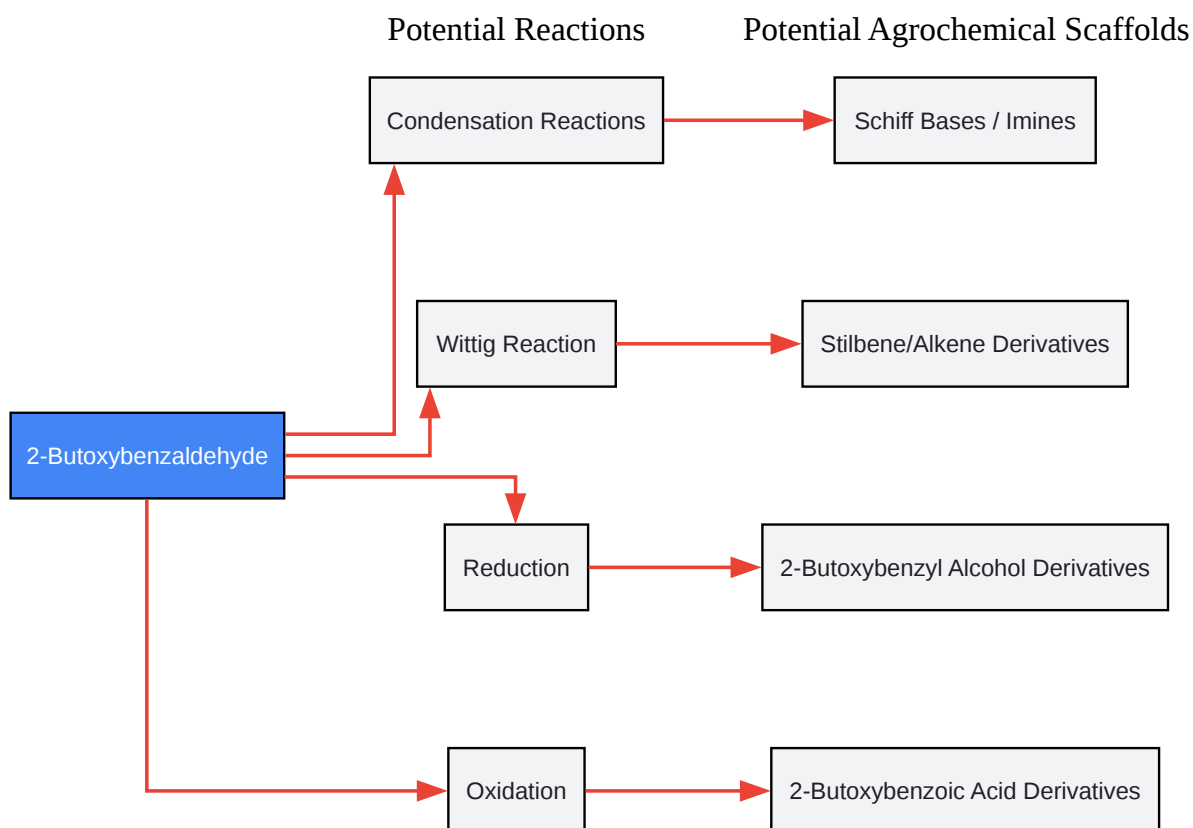 Potential Reactions
Potential Agrochemical Scaffolds
Condensation Reactions
Schiff Bases / Imines
Wittig Reaction
Stilbene/Alkene Derivatives
2-Butoxybenzaldehyde
Reduction
2-Butoxybenzyl Alcohol Derivatives
Oxidation
2-Butoxybenzoic Acid Derivatives